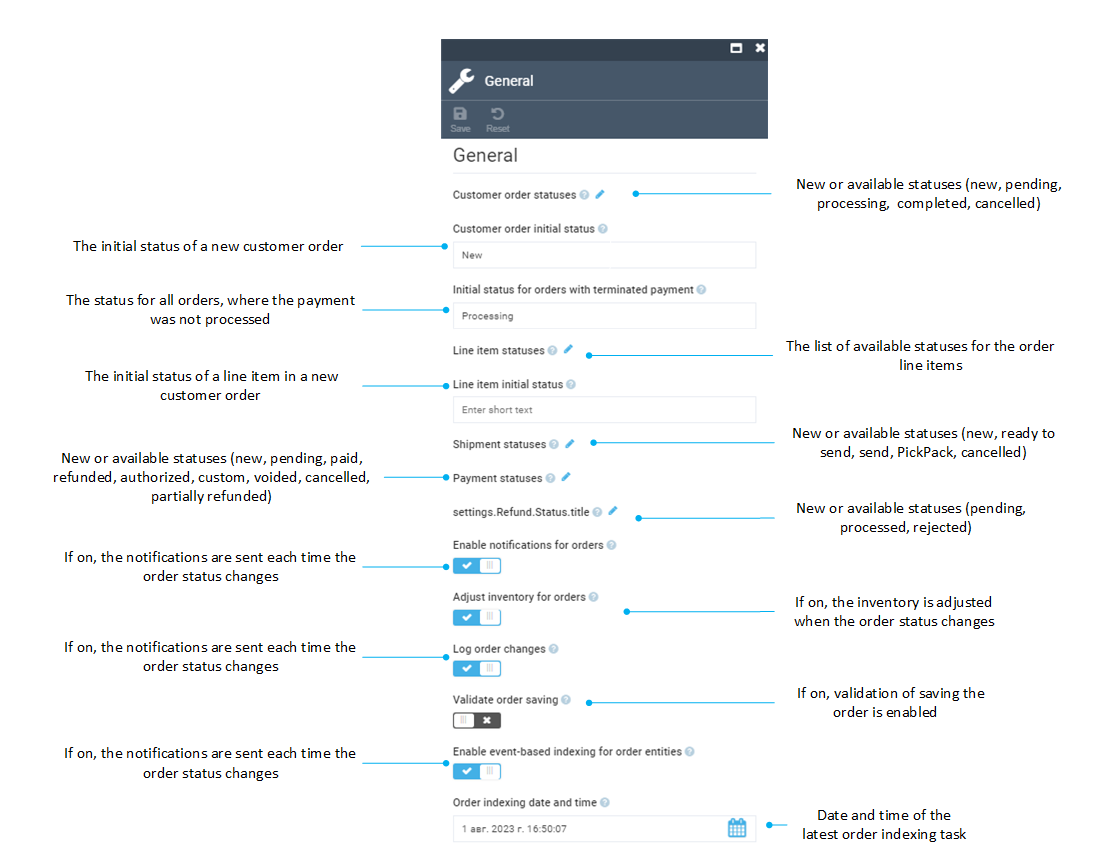 General
Save Reset
General
Customer order statuses
New or available statuses (new, pending,
processing, completed, cancelled)
Customer order initial status
The initial status of a new customer order
New
Initial status for orders with terminated payment
The status for all orders, where the payment
was not processed
Processing
Line item statuses
The list of available statuses for the order
line items
Line item initial status
The initial status of a line item in a new
customer order
Enter short text
Shipment statuses
New or available statuses (new, ready to
send, send, PickPack, cancelled)
New or available statuses (new, pending, paid,
refunded, authorized, custom, voided, cancelled,
partially refunded)
Payment statuses
settings.Refund.Status.title
New or available statuses (pending,
processed, rejected)
Enable notifications for orders
If on, the notifications are sent each time the
order status changes
Adjust inventory for orders
If on, the inventory is adjusted
when the order status changes
Log order changes
If on, the notifications are sent each time the
order status changes
Validate order saving
If on, validation of saving the
order is enabled
Enable event-based indexing for order entities
If on, the notifications are sent each time the
order status changes
Order indexing date and time
1 авг. 2023 г. 16:50:07
Date and time of the
latest order indexing task